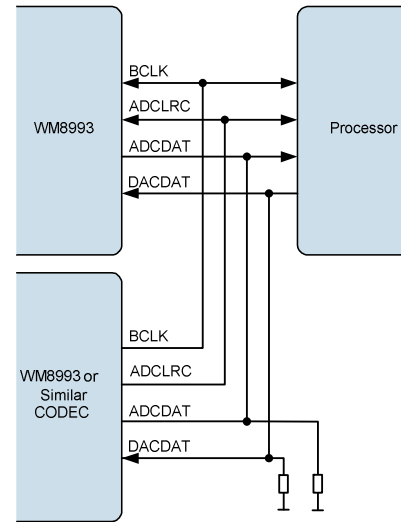 BCLK
ADCLRC
WM8993
Processor
ADCDAT
DACDAT
BCLK
WM8993 or
Similar
CODEC
ADCLRC
ADCDAT
DACDAT